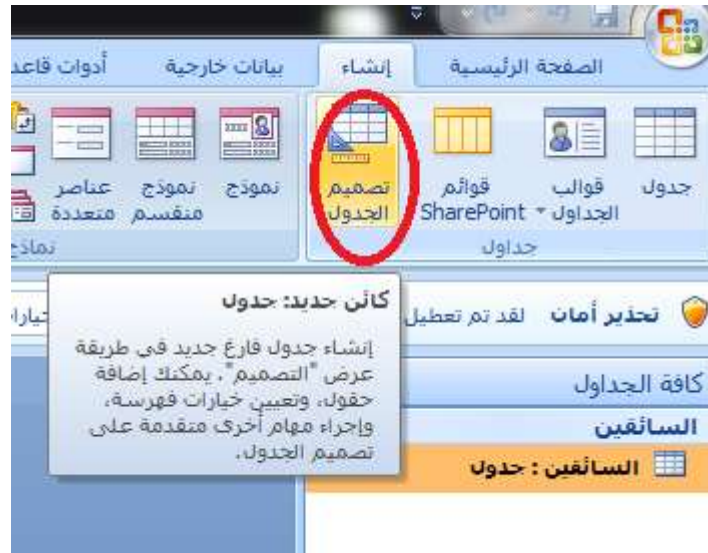 الصفحة الرئيسية
إنشاء
بيانات خارجية
أدوات قاعد
جدول
قوالب
الجداول
قوائم
SharePoint
تصميم
الجدول
نموذج
نموذج
منقسم
عناصر
متعددة
جداول
نماذج
تحذير أمان لقد تم تعطيل
كائن جديد: جدول
إنشاء جدول فارغ جديد في طريقة
عرض "التصميم". يمكنك إضافة
حقول، وتعيين خيارات فهرسة،
وإجراء مهام أخرى متقدمة على
تصميم الجدول.
كافة الجداول
السائقين
السائقين : جدول